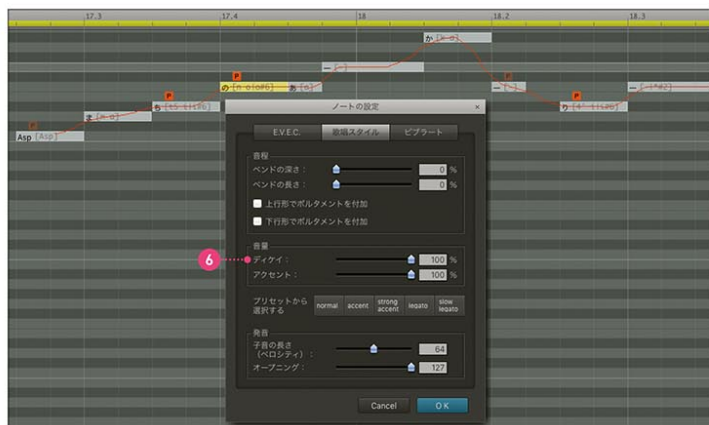 17.3 17.4 18 18.2 18.3
か [k a]
ー [-]
P P P P
の [n o|o#6] あ [a] ー [-]
ち
ま
り
Asp [Asp]
ノートの設定 ×
E.V.E.C. 歌唱スタイル ビブラート
音程
ベンドの深さ： 0 %
ベンドの長さ： 0 %
上行形でポルタメントを付加
下行形でポルタメントを付加
音量
6 ディケイ： 100 %
アクセント： 100 %
プリセットから
選択する
normal accent strong accent legato slow legato
発音
子音の長さ
（ベロシティ）： 64
オープニング： 127
Cancel OK